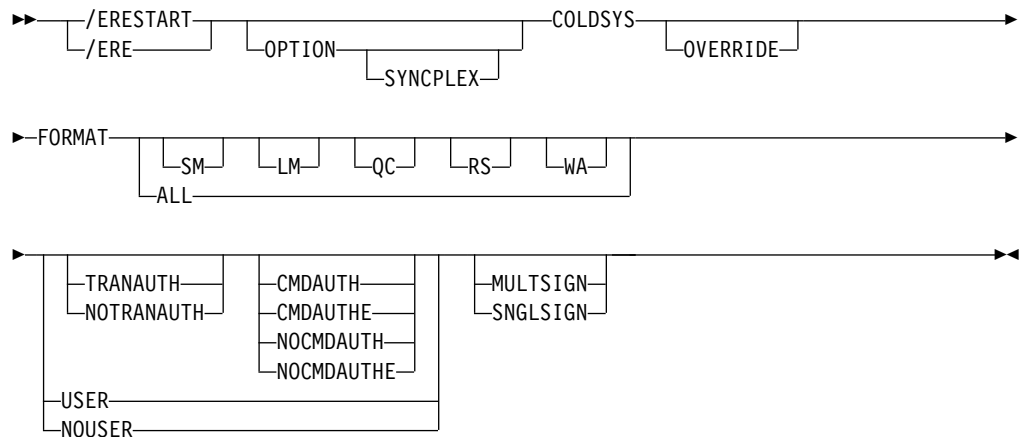 /ERESTART COLDSYS
/ERE OPTION OVERRIDE
SYNCPLEX
FORMAT
SM LM QC RS WA
ALL
TRANAUTH CMDAUTH MULTSIGN
NOTRANAUTH CMDAUTHE SNGLSIGN
NOCMDAUTH
NOCMDAUTHE
USER
NOUSER